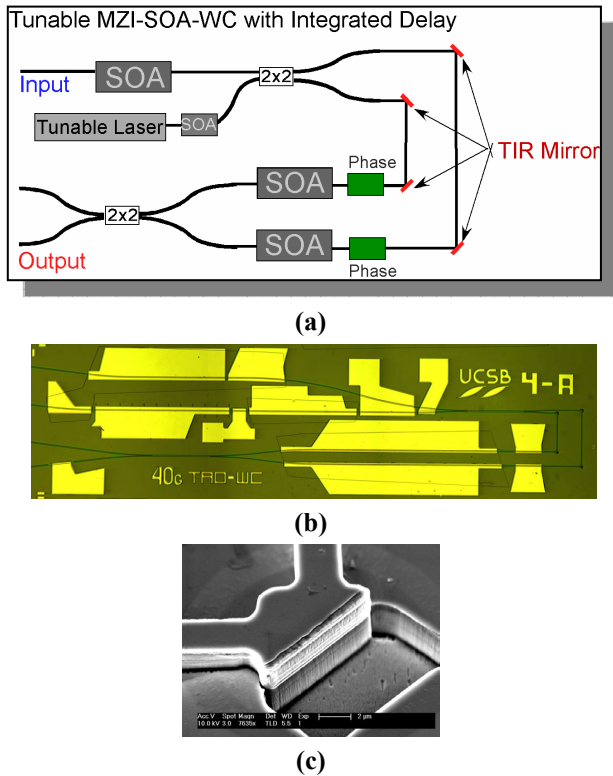 Tunable MZI-SOA-WC with Integrated Delay
SOA
Input
2x2
Tunable Laser
SOA
TIR Mirror
Phase
SOA
2x2
SOA
Output
Phase
(a)
UCSB 4-A
40G TAO-WC
(b)
Acc.V Spot Magn Det WD Exp
10.0 kV 3.0 7635x TLD 5.5 1
2 µm
(c)